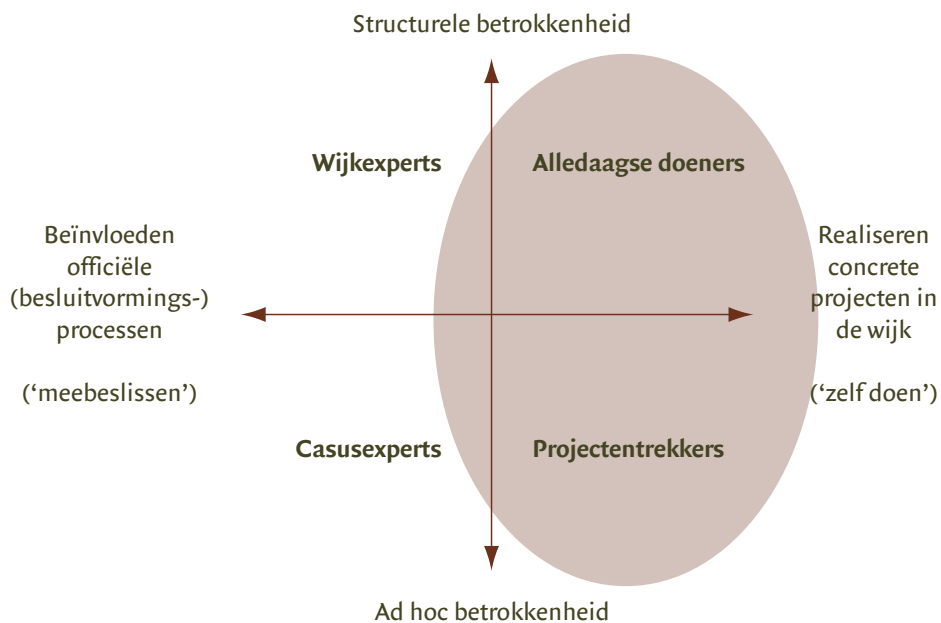 Structurele betrokkenheid
Wijkexperts
Alledaagse doeners
Beïnvloeden
officiële
(besluitvormings-)
processen
(‘meebeslissen’)
Realiseren
concrete
projecten in
de wijk
(‘zelf doen’)
Casusexperts
Projectentrekkers
Ad hoc betrokkenheid